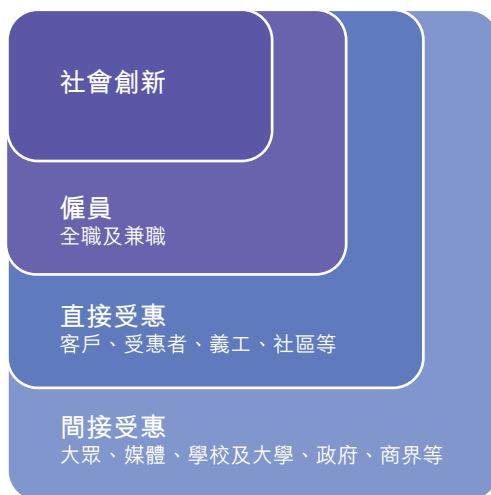 社會創新
僱員
全職及兼職
直接受惠
客戶、受惠者、義工、社區等
間接受惠
大眾、媒體、學校及大學、政府、商界等